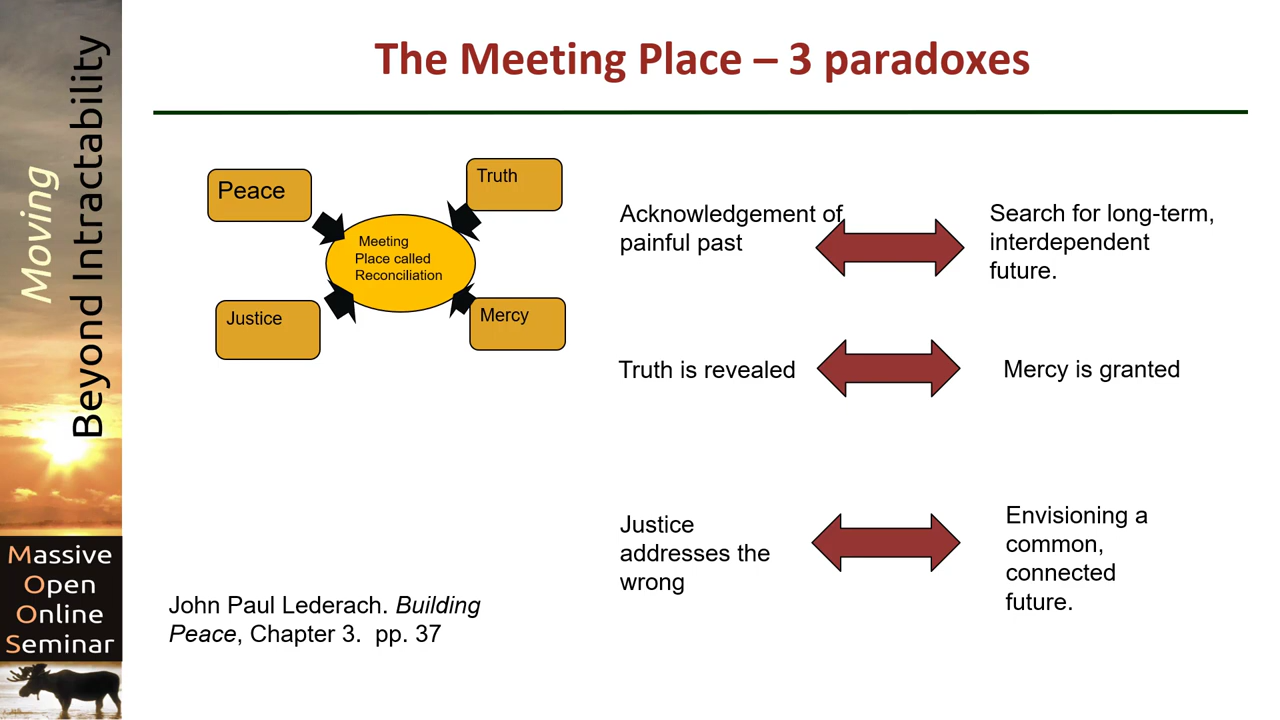 The Meeting Place – 3 paradoxes
Moving
Beyond Intractability
Peace
Truth
Meeting
Place called
Reconciliation
Justice
Mercy
Acknowledgement of
painful past
Search for long-term,
interdependent
future.
Truth is revealed
Mercy is granted
Justice
addresses the
wrong
Envisioning a
common,
connected
future.
John Paul Lederach. Building
Peace, Chapter 3.  pp. 37
Massive
Open
Online
Seminar